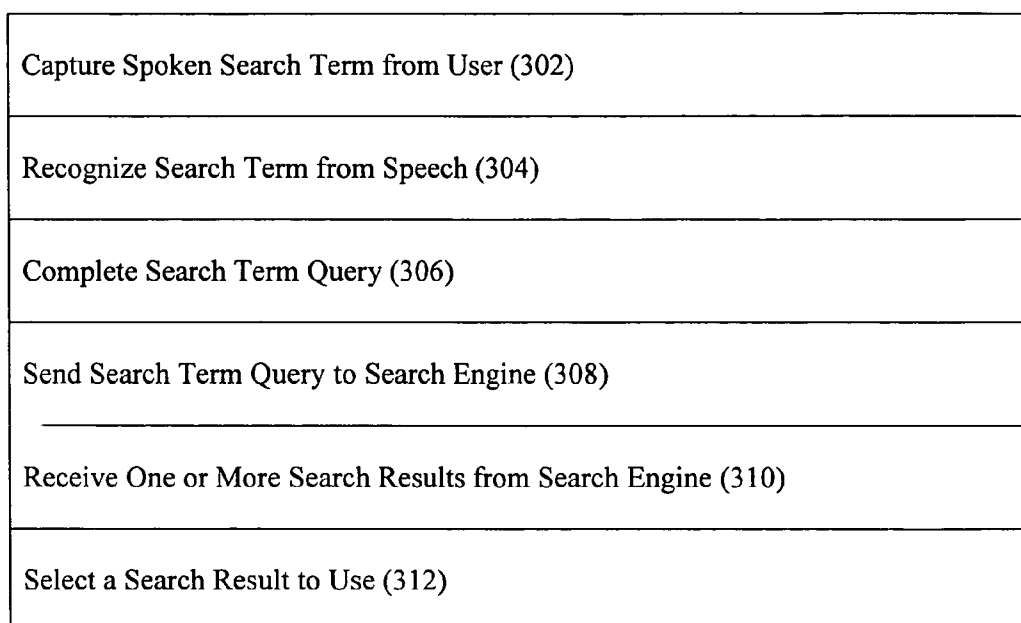 Capture Spoken Search Term from User (302)
Recognize Search Term from Speech (304)
Complete Search Term Query (306)
Send Search Term Query to Search Engine (308)
Receive One or More Search Results from Search Engine (310)
Select a Search Result to Use (312)